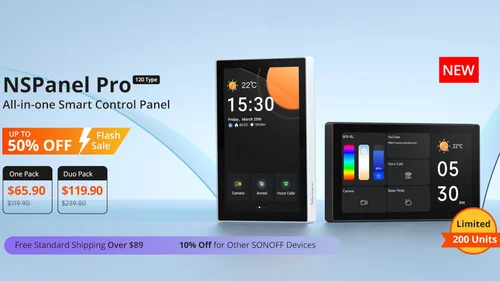 NSPanel Pro 120 Type
All-in-one Smart Control Panel
UP TO
50% OFF
Flash
Sale
One Pack
$65.90
$119.90
Duo Pack
$119.90
$239.80
Free Standard Shipping Over $89
10% Off for Other SONOFF Devices
22°C
15:30
Friday, March 25th
Camera
Armed
Voice Calls
NEW
YouTube
Voice Calls
Camera
Sleep Mode
22°C
05
30
PM
Limited
200 Units